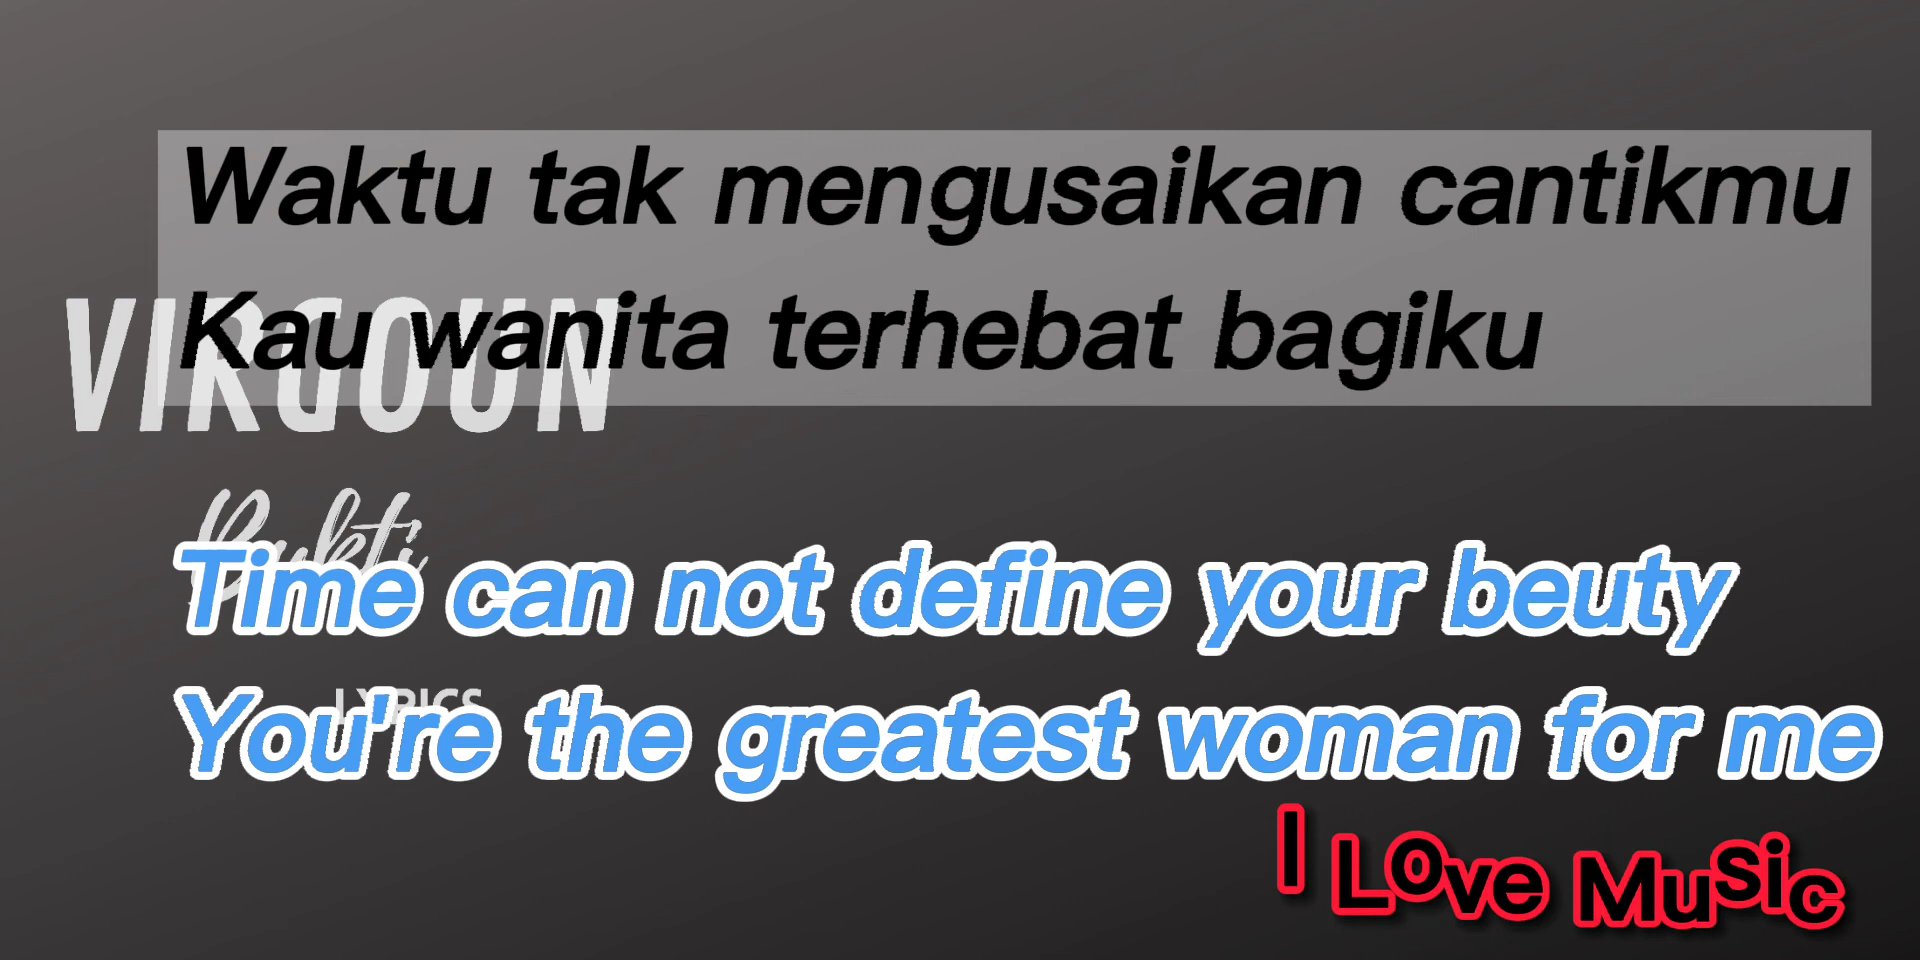 Waktu tak mengusaikan cantikmu
Kau wanita terhebat bagiku
VIRGOUN
Bukti
Time can not define your beuty
LYRICS
You're the greatest woman for me
I Love Music